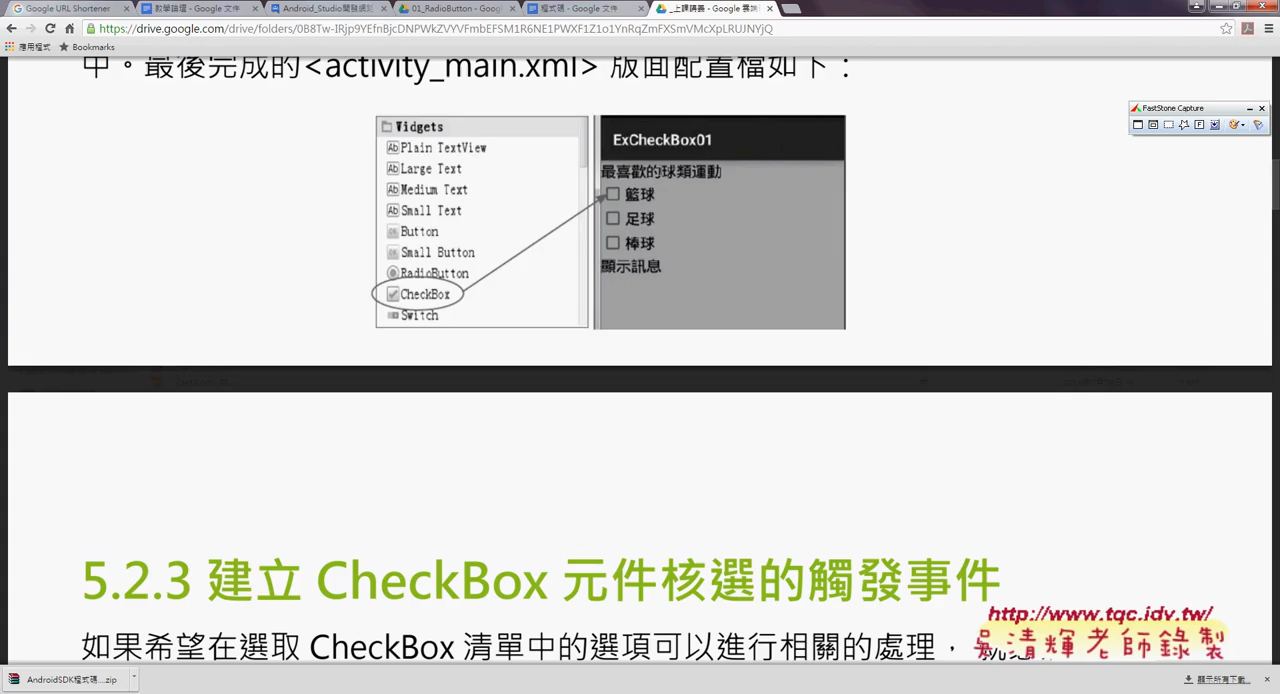 Google URL Shortener
教學論壇 - Google 文件
Android_Studio開發網
01_RadioButton - Goog
程式碼 - Google 文件
_上課講義 - Google 雲端
https://drive.google.com/drive/folders/0B8Tw-IRjp9YEfnBjcDNPWkZVYVFmbEFSM1R6NE1PWXF1Z1o1YnRqZmFXSmVMcXpLRUJNYjQ
應用程式 Bookmarks
中。最後完成的<activity_main.xml> 版面配置檔如下：
FastStone Capture
Widgets
Plain TextView
Large Text
Medium Text
Small Text
Button
Small Button
RadioButton
CheckBox
Switch
ExCheckBox01
最喜歡的球類運動
籃球
足球
棒球
顯示訊息
5.2.3 建立 CheckBox 元件核選的觸發事件
如果希望在選取 CheckBox 清單中的選項可以進行相關的處理，
http://www.tqc.idv.tw/
吳清輝老師錄製
AndroidSDK程式碼....zip
顯示所有下載...